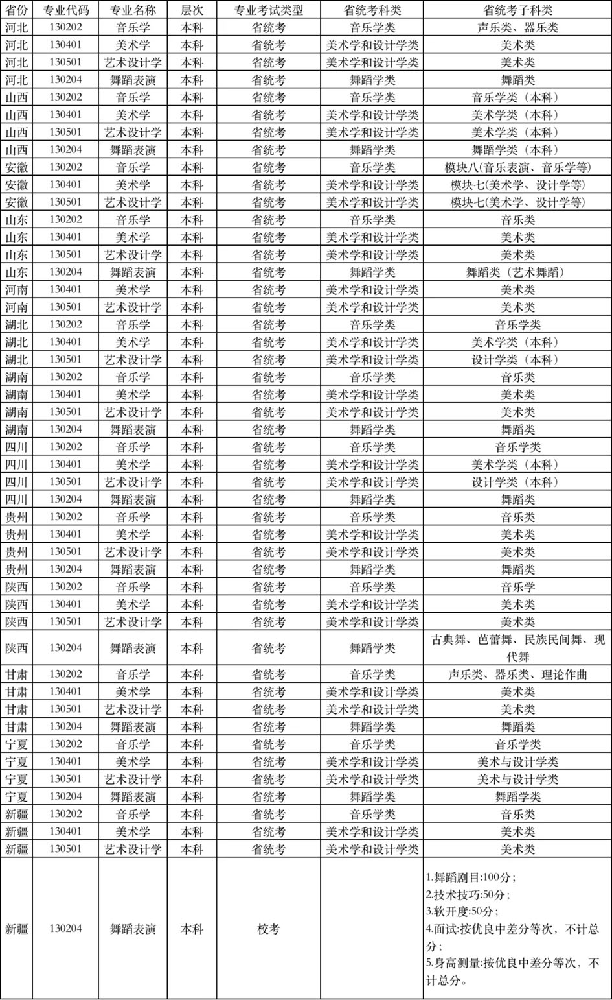 省份 专业代码 专业名称 层次 专业考试类型 省统考科类 省统考子科类
河北 130202 音乐学 本科 省统考 音乐学类 声乐类、器乐类
河北 130401 美术学 本科 省统考 美术学和设计学类 美术类
河北 130501 艺术设计学 本科 省统考 美术学和设计学类 美术类
河北 130204 舞蹈表演 本科 省统考 舞蹈学类 舞蹈类
山西 130202 音乐学 本科 省统考 音乐学类 音乐学类（本科）
山西 130401 美术学 本科 省统考 美术学和设计学类 美术学类（本科）
山西 130501 艺术设计学 本科 省统考 美术学和设计学类 美术学类（本科）
山西 130204 舞蹈表演 本科 省统考 舞蹈学类 舞蹈学类（本科）
安徽 130202 音乐学 本科 省统考 音乐学类 模块八(音乐表演、音乐学等)
安徽 130401 美术学 本科 省统考 美术学和设计学类 模块七(美术学、设计学等)
安徽 130501 艺术设计学 本科 省统考 美术学和设计学类 模块七(美术学、设计学等)
山东 130202 音乐学 本科 省统考 音乐学类 音乐类
山东 130401 美术学 本科 省统考 美术学和设计学类 美术类
山东 130501 艺术设计学 本科 省统考 美术学和设计学类 美术类
山东 130204 舞蹈表演 本科 省统考 舞蹈学类 舞蹈类（艺术舞蹈）
河南 130401 美术学 本科 省统考 美术学和设计学类 美术类
河南 130501 艺术设计学 本科 省统考 美术学和设计学类 美术类
湖北 130202 音乐学 本科 省统考 音乐学类 音乐学类
湖北 130401 美术学 本科 省统考 美术学和设计学类 美术学类（本科）
湖北 130501 艺术设计学 本科 省统考 美术学和设计学类 设计学类（本科）
湖南 130202 音乐学 本科 省统考 音乐学类 音乐类
湖南 130401 美术学 本科 省统考 美术学和设计学类 美术类
湖南 130501 艺术设计学 本科 省统考 美术学和设计学类 美术类
湖南 130204 舞蹈表演 本科 省统考 舞蹈学类 舞蹈类
四川 130202 音乐学 本科 省统考 音乐学类 音乐学类
四川 130401 美术学 本科 省统考 美术学和设计学类 美术学类（本科）
四川 130501 艺术设计学 本科 省统考 美术学和设计学类 设计学类（本科）
四川 130204 舞蹈表演 本科 省统考 舞蹈学类 舞蹈类
贵州 130202 音乐学 本科 省统考 音乐学类 音乐类
贵州 130401 美术学 本科 省统考 美术学和设计学类 美术类
贵州 130501 艺术设计学 本科 省统考 美术学和设计学类 美术类
贵州 130204 舞蹈表演 本科 省统考 舞蹈学类 舞蹈类
陕西 130202 音乐学 本科 省统考 音乐学类 音乐学
陕西 130401 美术学 本科 省统考 美术学和设计学类 美术类
陕西 130501 艺术设计学 本科 省统考 美术学和设计学类 美术类
陕西 130204 舞蹈表演 本科 省统考 舞蹈学类 古典舞、芭蕾舞、民族民间舞、现
代舞
甘肃 130202 音乐学 本科 省统考 音乐学类 声乐类、器乐类、理论作曲
甘肃 130401 美术学 本科 省统考 美术学和设计学类 美术类
甘肃 130501 艺术设计学 本科 省统考 美术学和设计学类 美术类
甘肃 130204 舞蹈表演 本科 省统考 舞蹈学类 舞蹈类
宁夏 130202 音乐学 本科 省统考 音乐学类 音乐学类
宁夏 130401 美术学 本科 省统考 美术学和设计学类 美术与设计学类
宁夏 130501 艺术设计学 本科 省统考 美术学和设计学类 美术与设计学类
宁夏 130204 舞蹈表演 本科 省统考 舞蹈学类 舞蹈学类
新疆 130202 音乐学 本科 省统考 音乐学类 音乐类
新疆 130401 美术学 本科 省统考 美术学和设计学类 美术类
新疆 130501 艺术设计学 本科 省统考 美术学和设计学类 美术类
新疆 130204 舞蹈表演 本科 校考 1.舞蹈剧目:100分；
2.技术技巧:50分；
3.软开度:50分；
4.面试:按优良中差分等次，不计总
分；
5.身高测量:按优良中差分等次，不
计总分。